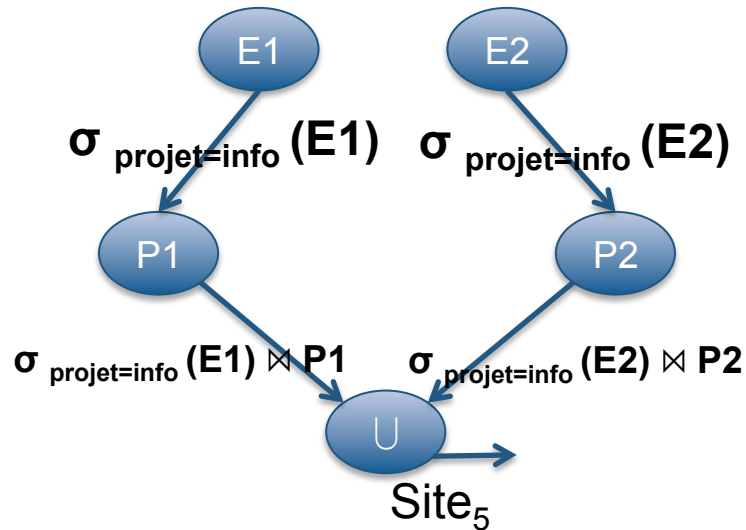 E1
E2
σ projet=info (E1)
σ projet=info (E2)
P1
P2
σ projet=info (E1) ⋈ P1
σ projet=info (E2) ⋈ P2
∪
Site₅